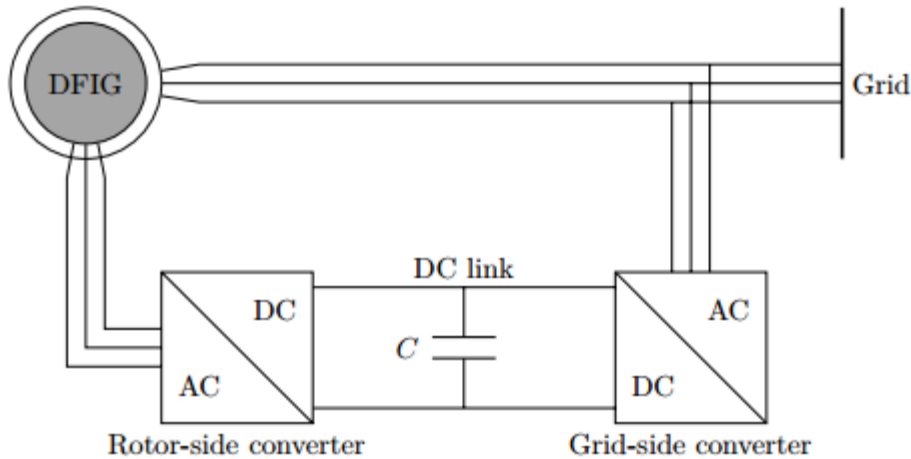 DFIG
Grid
DC link
DC
AC
C
AC
DC
Rotor-side converter
Grid-side converter